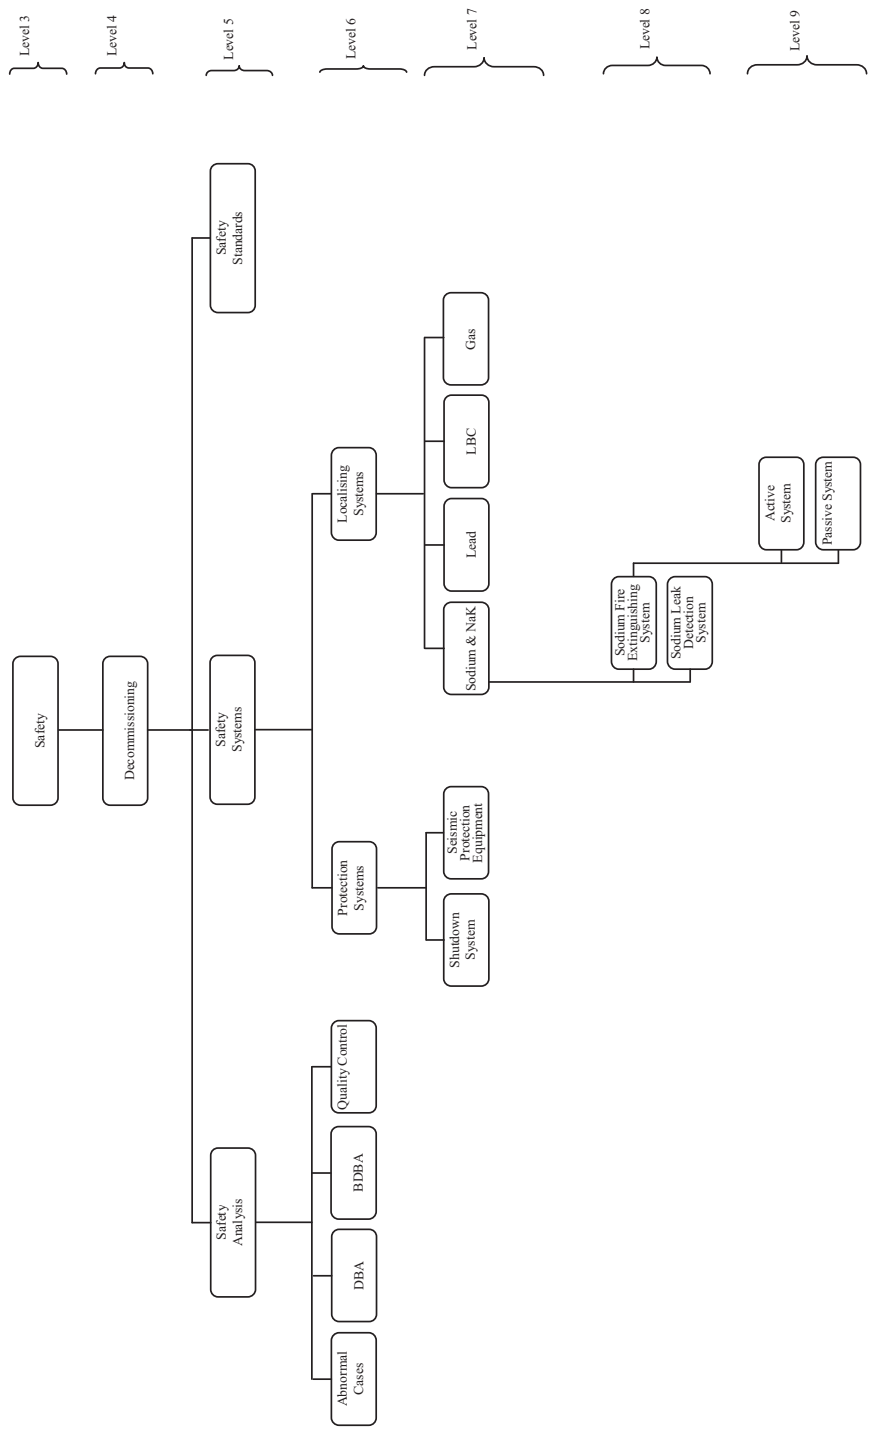 Level 3
Level 4
Level 5
Level 6
Level 7
Level 8
Level 9
Safety
Decommissioning
Safety
Analysis
Safety
Systems
Safety
Standards
Abnormal
Cases
DBA
BDBA
Quality Control
Protection
Systems
Localising
Systems
Shutdown
System
Seismic
Protection
Equipment
Sodium & NaK
Lead
LBC
Gas
Sodium Fire
Extinguishing
System
Sodium Leak
Detection
System
Active
System
Passive System